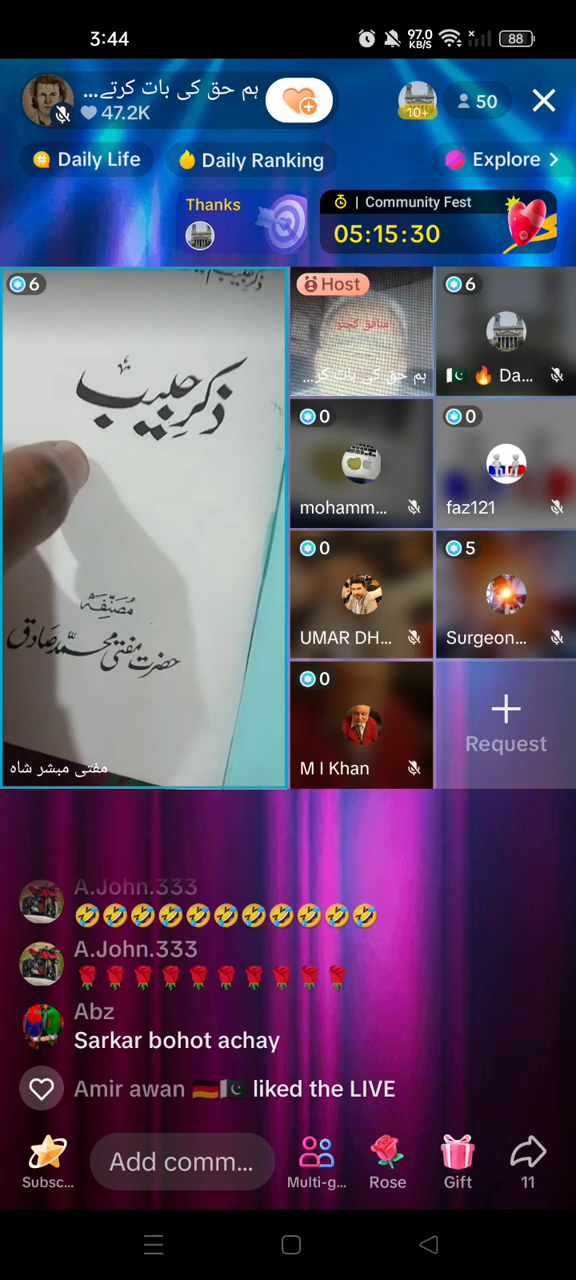 3:44
97.0
KB/S
88
ہم حق کی بات کرتے...
47.2K
10+
50
Daily Life
Daily Ranking
Explore >
Thanks
| Community Fest
05:15:30
6
ذکرِ حبیب
مصنّفہ
حضرت مفتی محمد صادق
مفتی مبشر شاہ
Host
ہم حق کی بات کر...
6
Da...
0
mohamm...
0
faz121
0
UMAR DH...
5
Surgeon...
0
M I Khan
+
Request
A.John.333
🤣🤣🤣🤣🤣🤣🤣🤣🤣🤣🤣
A.John.333
🌹🌹🌹🌹🌹🌹🌹🌹🌹🌹
Abz
Sarkar bohot achay
Amir awan 🇩🇪🇵🇰 liked the LIVE
Subsc...
Add comm...
Multi-g...
Rose
Gift
11